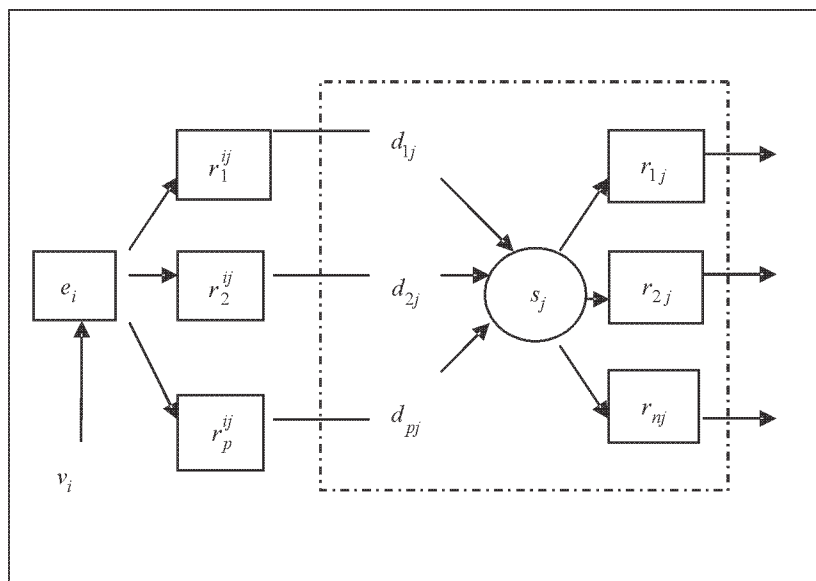 r_1^{ij}
d_{1j}
r_{1j}
e_i
r_2^{ij}
d_{2j}
s_j
r_{2j}
r_p^{ij}
d_{pj}
r_{nj}
v_i